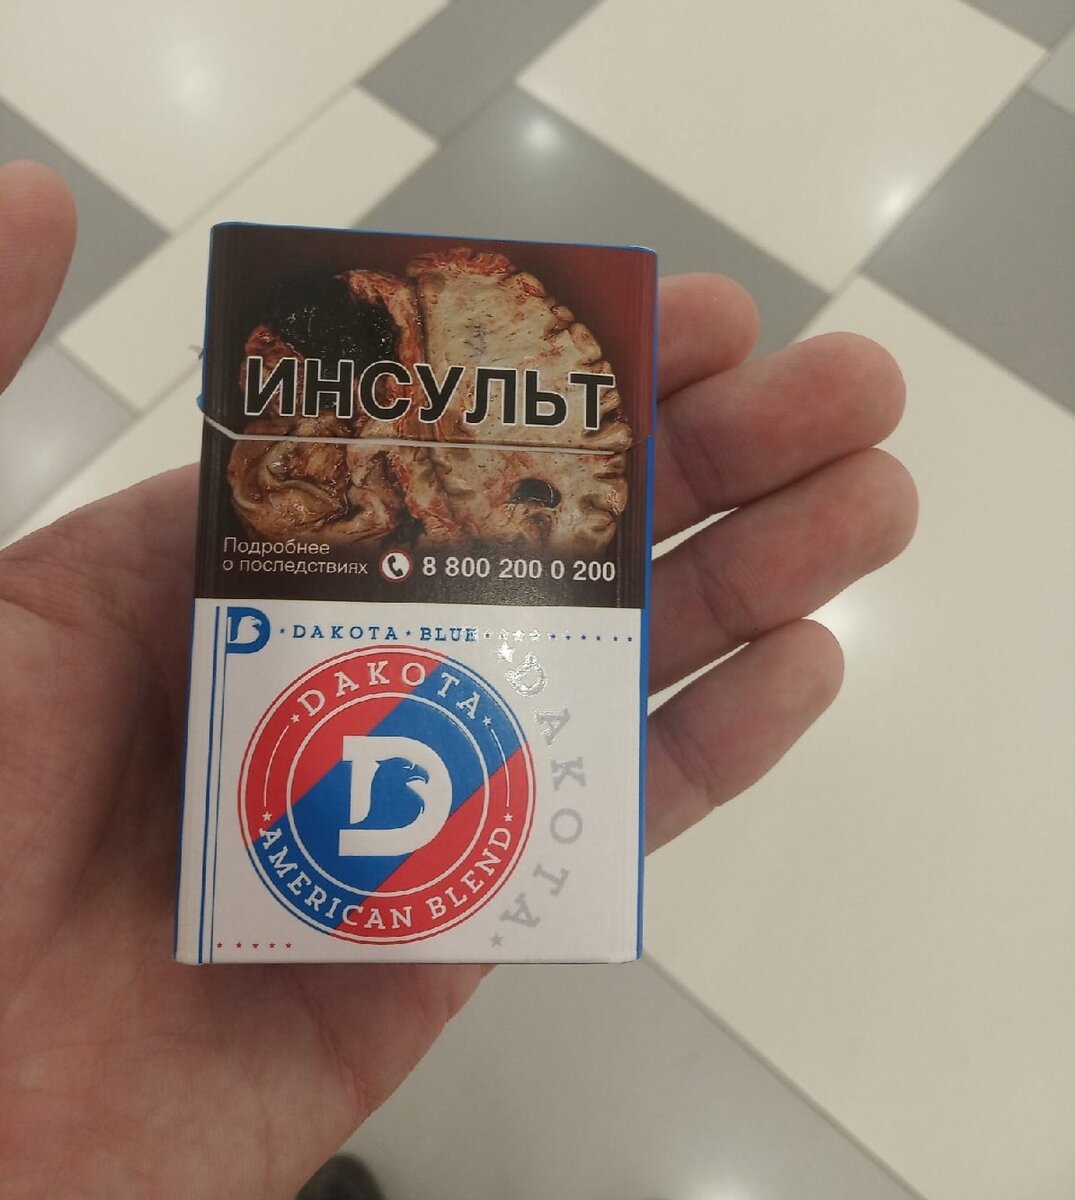 ИНСУЛЬТ
Подробнее
о последствиях
8 800 200 0 200
D
DAKOTA BLUE
DAKOTA
D
AMERICAN BLEND
DAKOTA